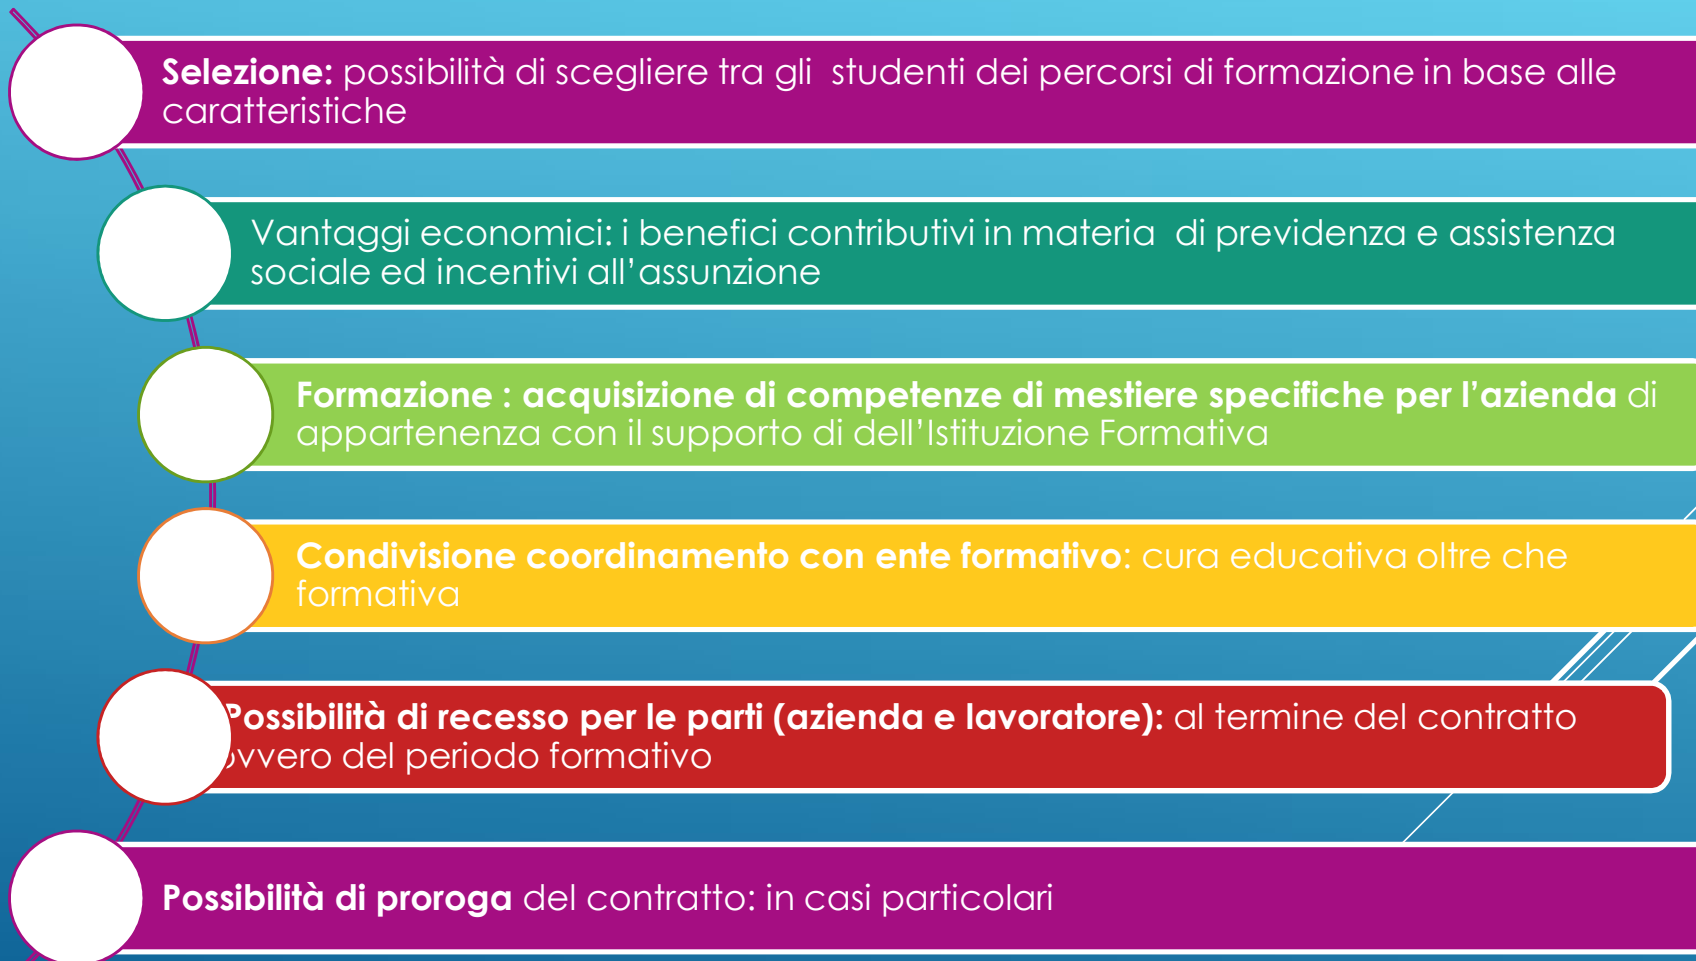 Selezione: possibilità di scegliere tra gli studenti dei percorsi di formazione in base alle
caratteristiche
Vantaggi economici: i benefici contributivi in materia di previdenza e assistenza
sociale ed incentivi all’assunzione
Formazione : acquisizione di competenze di mestiere specifiche per l’azienda di
appartenenza con il supporto di dell’Istituzione Formativa
Condivisione coordinamento con ente formativo: cura educativa oltre che
formativa
Possibilità di recesso per le parti (azienda e lavoratore): al termine del contratto
ovvero del periodo formativo
Possibilità di proroga del contratto: in casi particolari